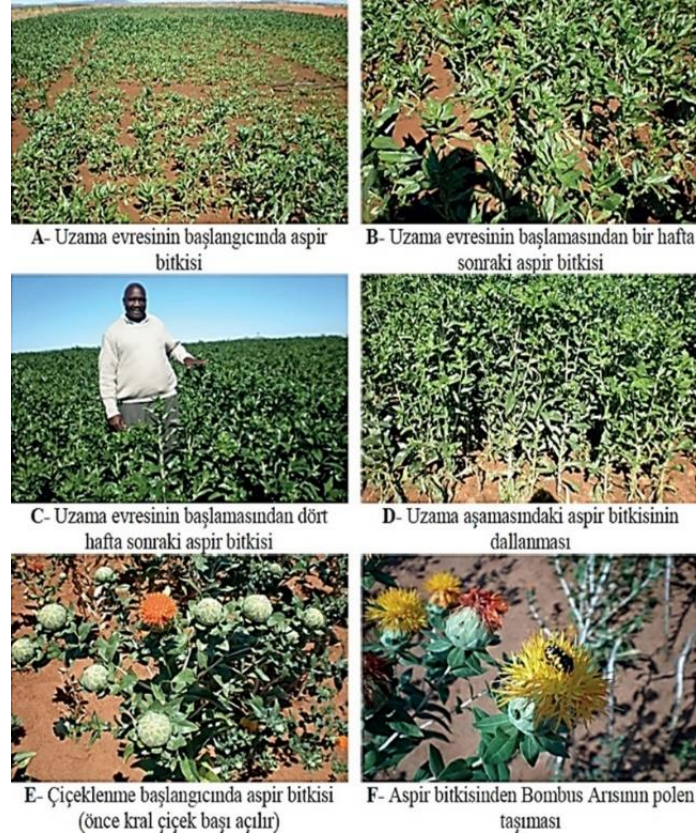 A- Uzama evresinin başlangıcında aspir
bitkisi
B- Uzama evresinin başlamasından bir hafta
sonraki aspir bitkisi
C- Uzama evresinin başlamasından dört
hafta sonraki aspir bitkisi
D- Uzama aşamasındaki aspir bitkisinin
dallanması
E- Çiçeklenme başlangıcında aspir bitkisi
(önce kral çiçek başı açılır)
F- Aspir bitkisinden Bombus Arısının polen
taşıması